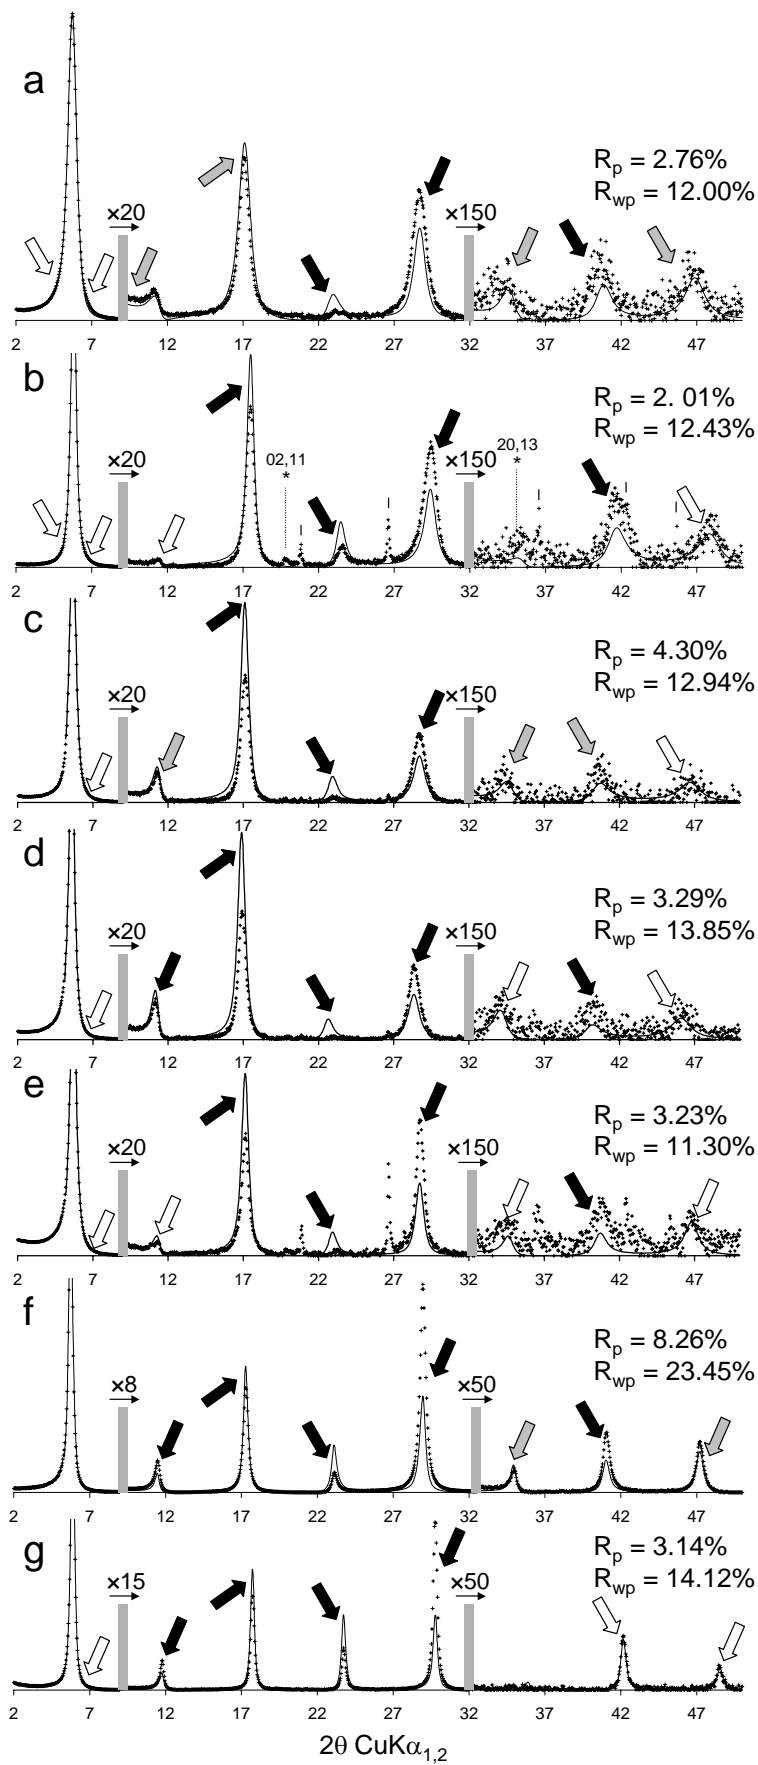 a
Rp = 2.76%
Rwp = 12.00%
×20
×150
2 7 12 17 22 27 32 37 42 47
b
Rp = 2. 01%
Rwp = 12.43%
×20
02,11
*
×150
20,13
*
2 7 12 17 22 27 32 37 42 47
c
Rp = 4.30%
Rwp = 12.94%
×20
×150
2 7 12 17 22 27 32 37 42 47
d
Rp = 3.29%
Rwp = 13.85%
×20
×150
2 7 12 17 22 27 32 37 42 47
e
Rp = 3.23%
Rwp = 11.30%
×20
×150
2 7 12 17 22 27 32 37 42 47
f
Rp = 8.26%
Rwp = 23.45%
×8
×50
2 7 12 17 22 27 32 37 42 47
g
Rp = 3.14%
Rwp = 14.12%
×15
×50
2 7 12 17 22 27 32 37 42 47
2θ CuKα1,2